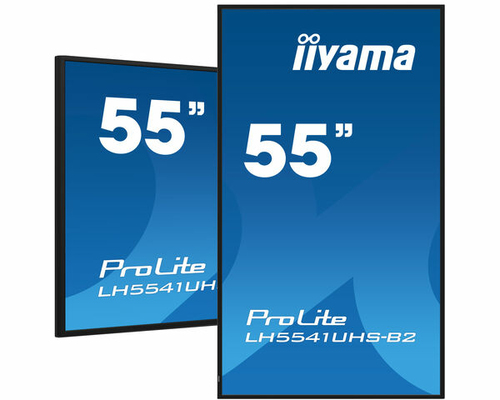 55”
ProLite
LH5541UH
iiyama
55”
ProLite
LH5541UHS-B2